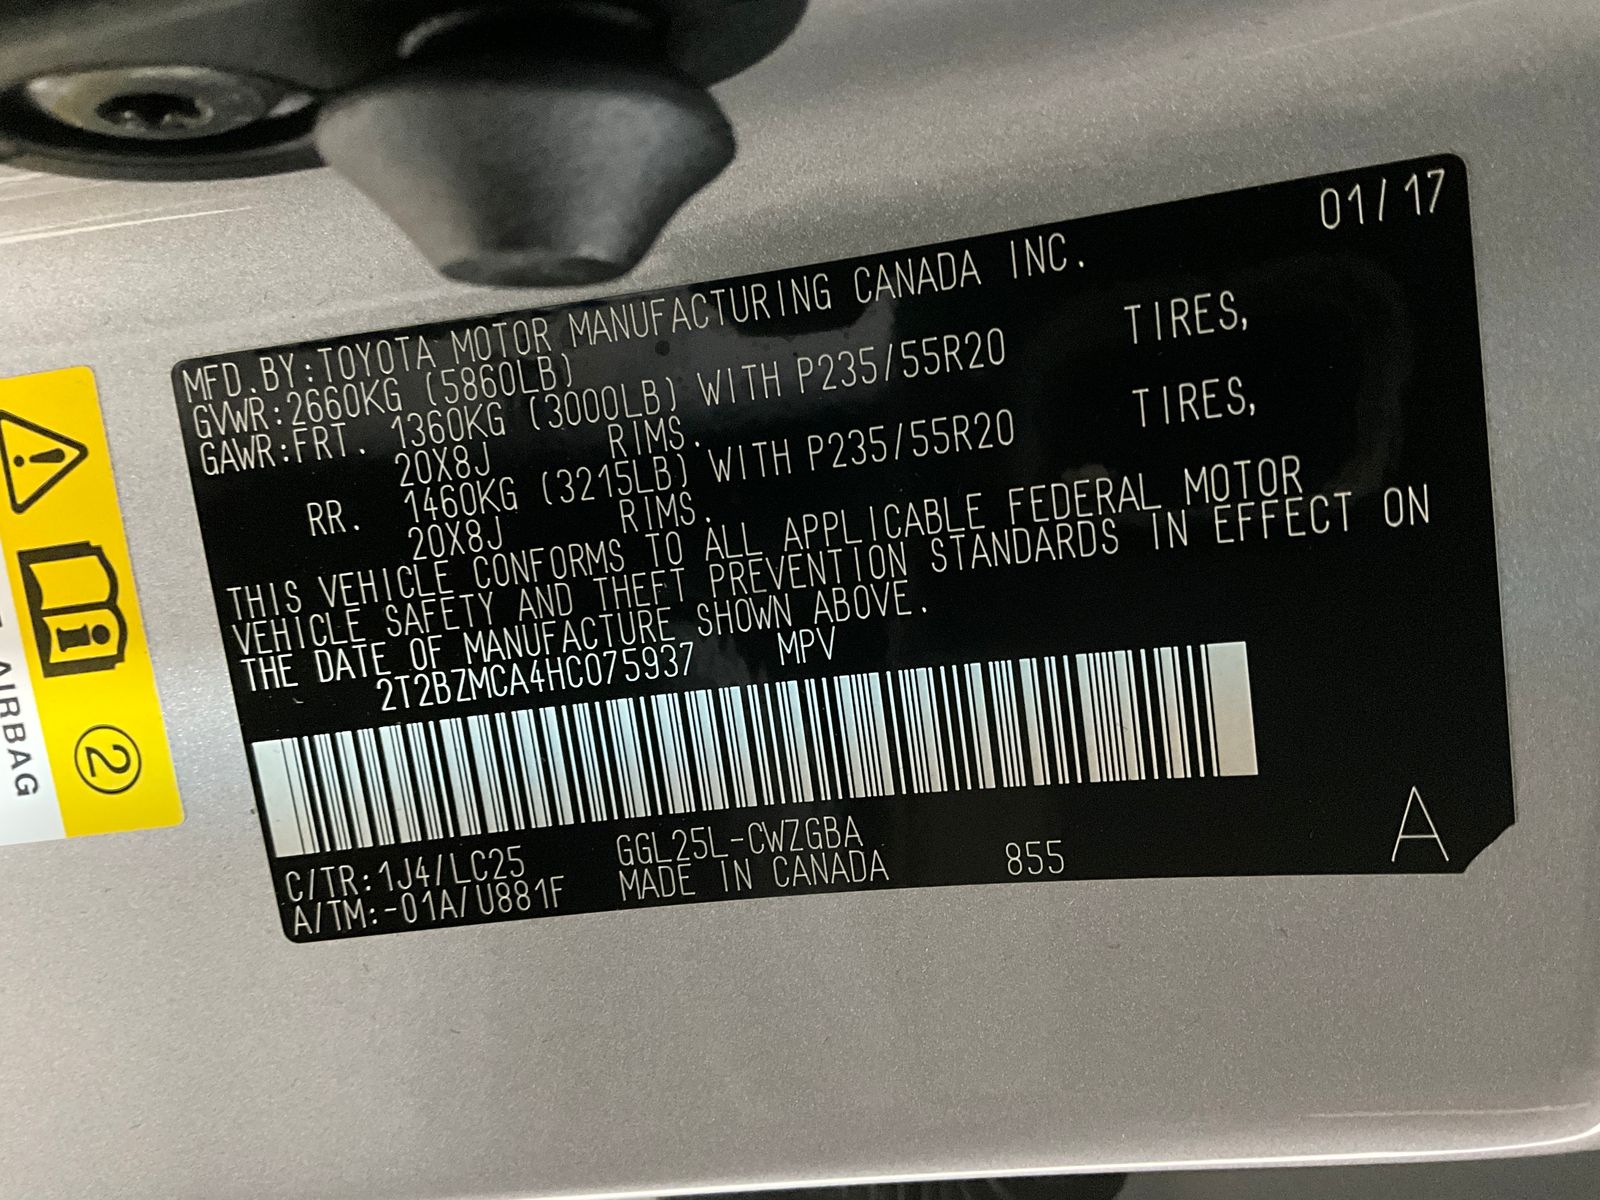 01/17
MFD.BY:TOYOTA MOTOR MANUFACTURING CANADA INC.
GVWR:2660KG (5860LB)
GAWR:FRT. 1360KG (3000LB) WITH P235/55R20 TIRES,
20X8J RIMS.
RR. 1460KG (3215LB) WITH P235/55R20 TIRES,
20X8J RIMS.
THIS VEHICLE CONFORMS TO ALL APPLICABLE FEDERAL MOTOR
VEHICLE SAFETY AND THEFT PREVENTION STANDARDS IN EFFECT ON
THE DATE OF MANUFACTURE SHOWN ABOVE.
2T2BZMCA4HC075937 MPV
C/TR:1J4/LC25 GGL25L-CWZGBA
A/TM:-01A/U881F MADE IN CANADA 855 A
AIRBAG
2